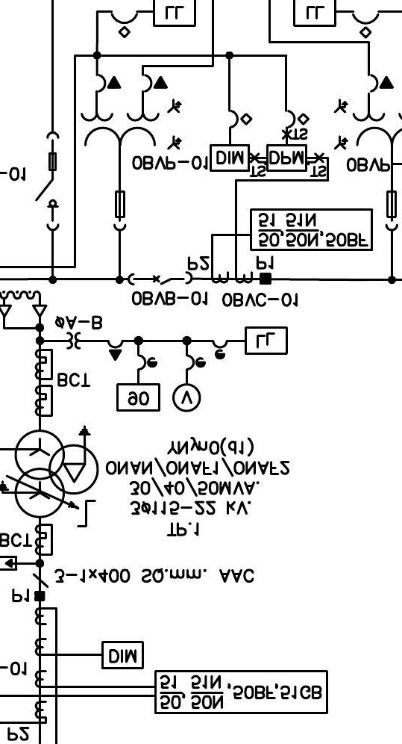 P2
50, 50N ,50BF,51GB
51 51N
-01
DIM
P1
3-1x400 SQ.mm. AAC
BCT
TP.1
3ø115-22 kV.
30/40/50MVA.
ONAN/ONAF1/ONAF2
YNyn0(d1)
90
V
BCT
LL
øA-B
0BVB-01
0BVC-01
P2
P1
50,50N,50BF
51 51N
-01
0BVP-01
DIM
TS
DPM
TS
TS
0BVP
LL
LL